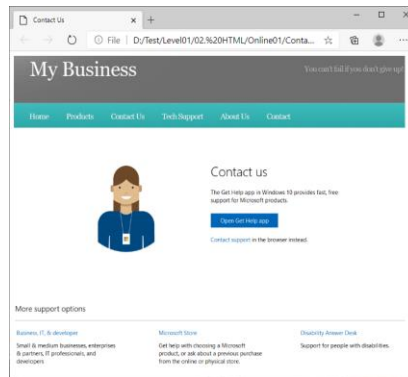 Contact Us
File D:/Test/Level01/02.%20HTML/Online01/Conta...
My Business
You can't fail if you don't give up!
Home Products Contact Us Tech Support About Us Contact
Contact us
The Get Help app in Windows 10 provides fast, free
support for Microsoft products.
Open Get Help app
Contact support in the browser instead.
More support options
Business, IT, & developer
Small & medium businesses, enterprises
& partners, IT professionals, and
developers
Microsoft Store
Get help with choosing a Microsoft
product, or ask about a previous purchase
from the online or physical store.
Disability Answer Desk
Support for people with disabilities.